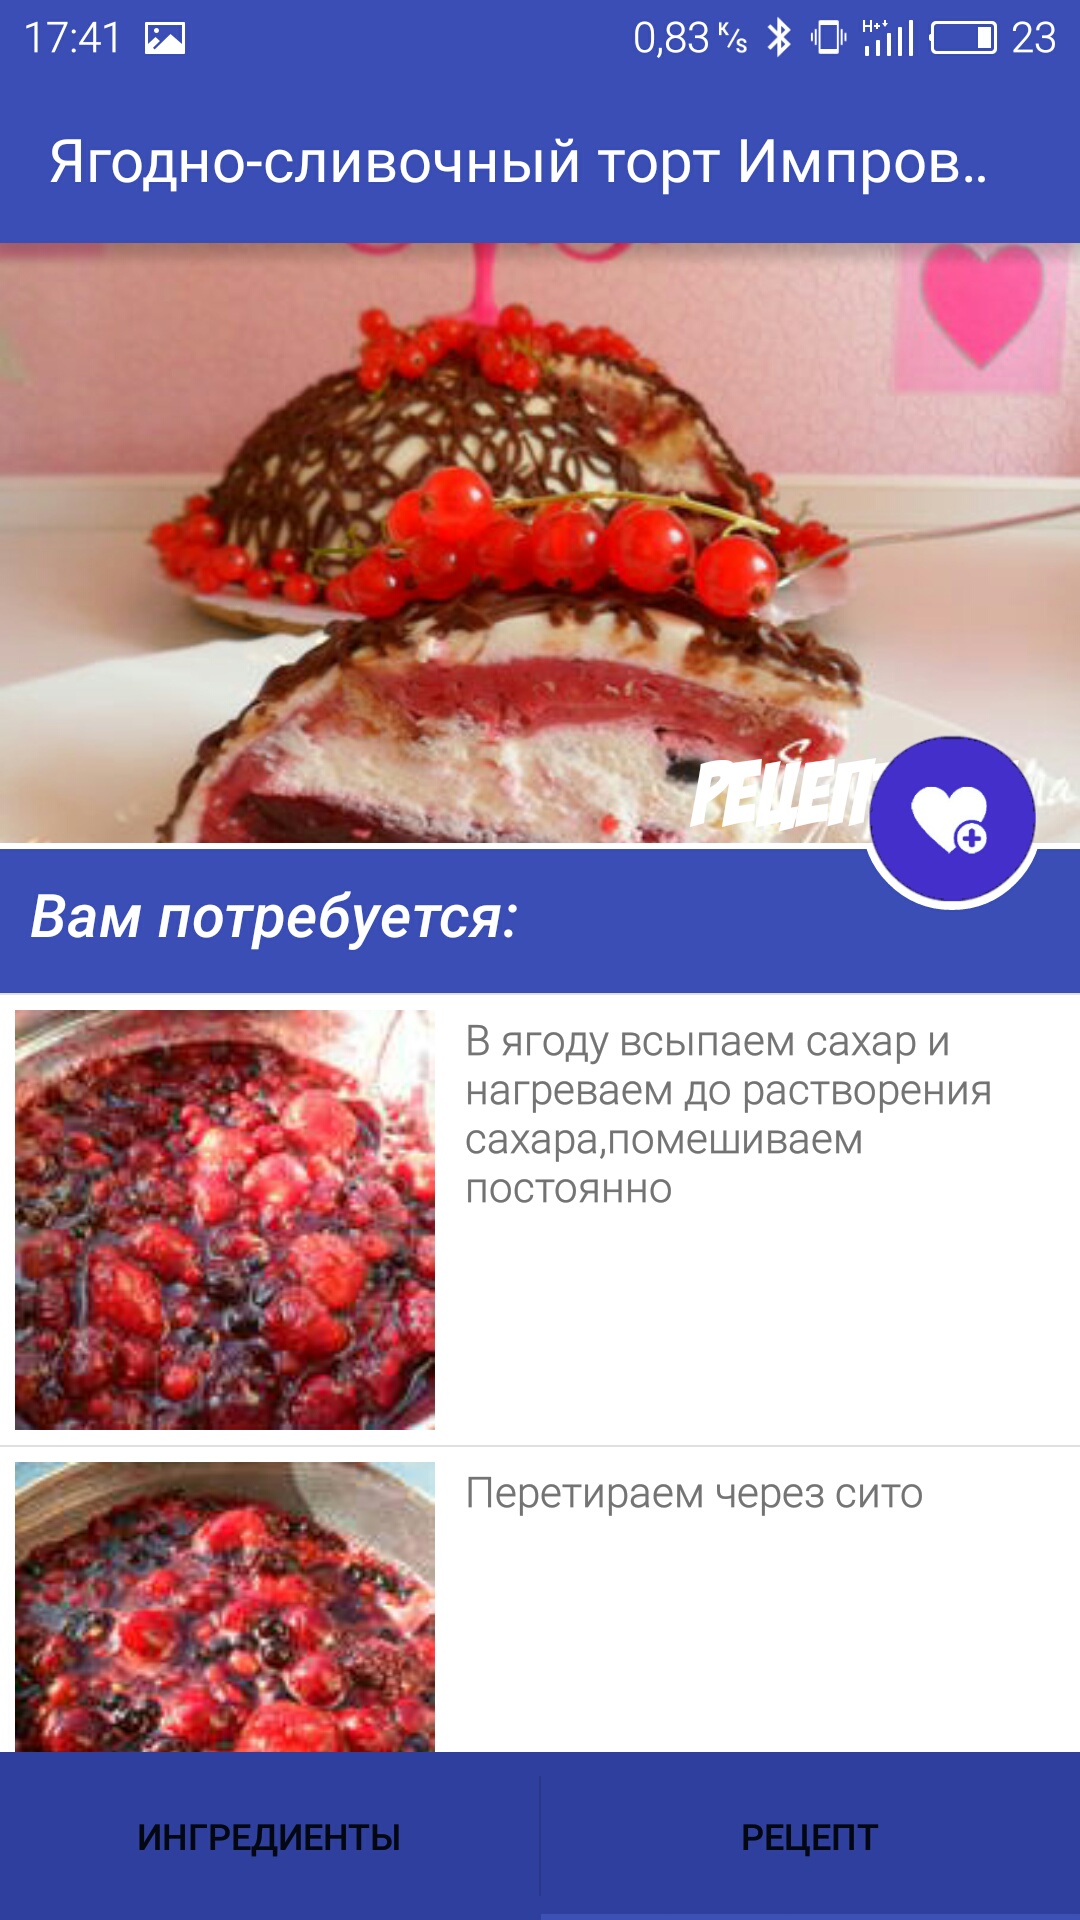 17:41 0,83 K/s H+ 23
Ягодно-сливочный торт Импров..
РЕЦЕП
Вам потребуется:
В ягоду всыпаем сахар и
нагреваем до растворения
сахара,помешиваем
постоянно
Перетираем через сито
ИНГРЕДИЕНТЫ РЕЦЕПТ